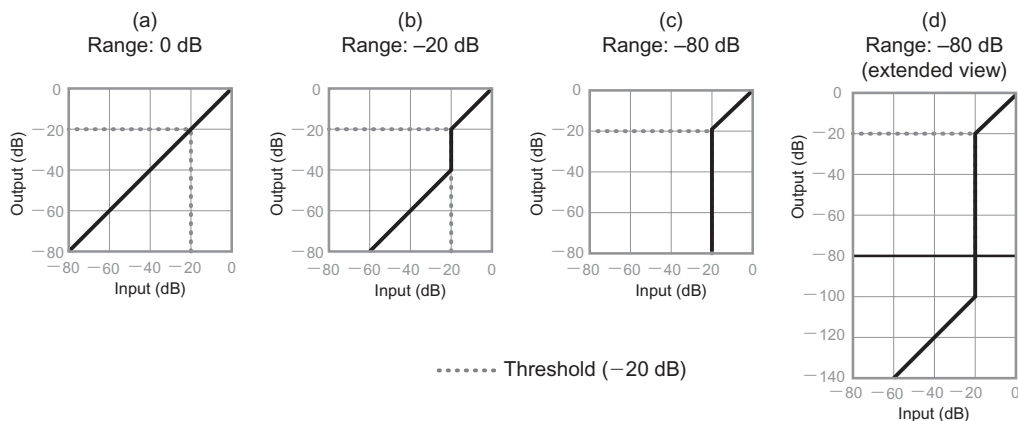 (a)
Range: 0 dB
0
−20
−40
−60
−80
Output (dB)
−80
−60
−40
−20
0
Input (dB)
(b)
Range: –20 dB
0
−20
−40
−60
−80
Output (dB)
−80
−60
−40
−20
0
Input (dB)
(c)
Range: –80 dB
0
−20
−40
−60
−80
Output (dB)
−80
−60
−40
−20
0
Input (dB)
(d)
Range: –80 dB
(extended view)
0
−20
−40
−60
−80
−100
−120
−140
Output (dB)
−80
−60
−40
−20
0
Input (dB)
Threshold (−20 dB)